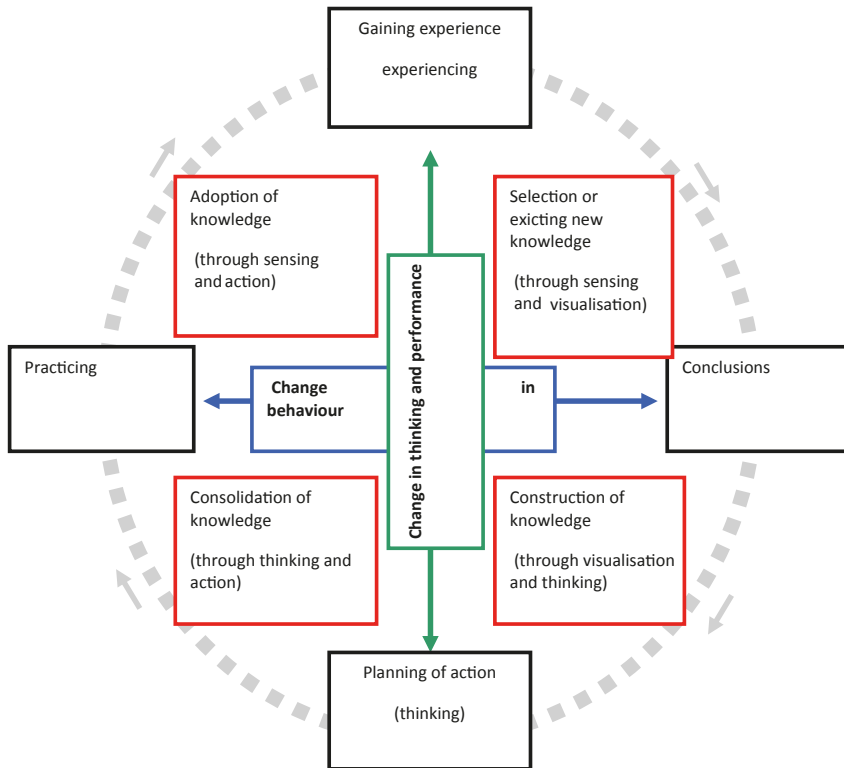 Gaining experience
experiencing
Adoption of
knowledge
(through sensing
and action)
Selection or
exicting new
knowledge
(through sensing
and visualisation)
Practicing
Change in
behaviour
Change in thinking and performance
Conclusions
Consolidation of
knowledge
(through thinking and
action)
Construction of
knowledge
(through visualisation
and thinking)
Planning of action
(thinking)